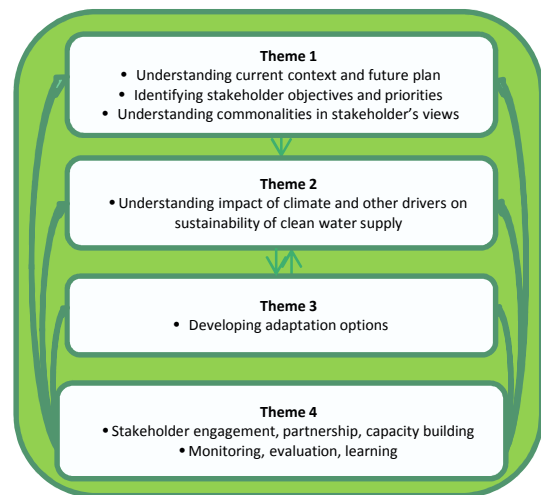 Theme 1
• Understanding current context and future plan
• Identifying stakeholder objectives and priorities
• Understanding commonalities in stakeholder's views
Theme 2
• Understanding impact of climate and other drivers on
sustainability of clean water supply
Theme 3
• Developing adaptation options
Theme 4
• Stakeholder engagement, partnership, capacity building
• Monitoring, evaluation, learning